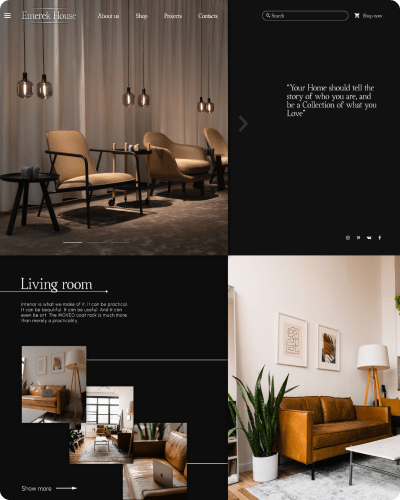 Emerek House
About us
Shop
Projects
Contacts
Search
Shop now
"Your Home should tell the
story of who you are, and
be a Collection of what you
Love"
Living room
Interior is what we make of it. It can be practical.
It can be beautiful. It can be useful. And it can
even be art. The MOVEO coat rack is much more
than merely a practicality.
Show more